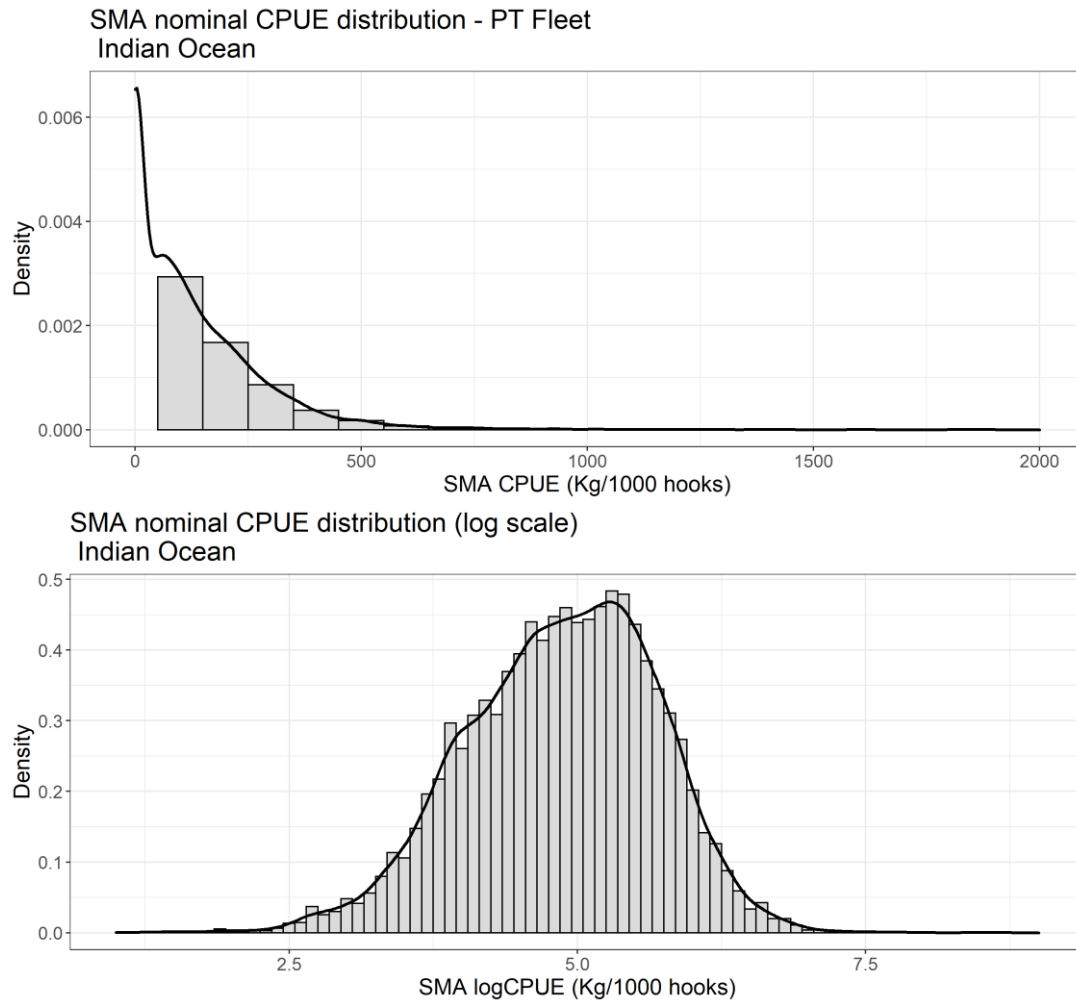 SMA nominal CPUE distribution - PT Fleet
Indian Ocean
0.006
0.004
0.002
0.000
Density
0 500 1000 1500 2000
SMA CPUE (Kg/1000 hooks)
SMA nominal CPUE distribution (log scale)
Indian Ocean
0.5
0.4
0.3
0.2
0.1
0.0
Density
2.5 5.0 7.5
SMA logCPUE (Kg/1000 hooks)